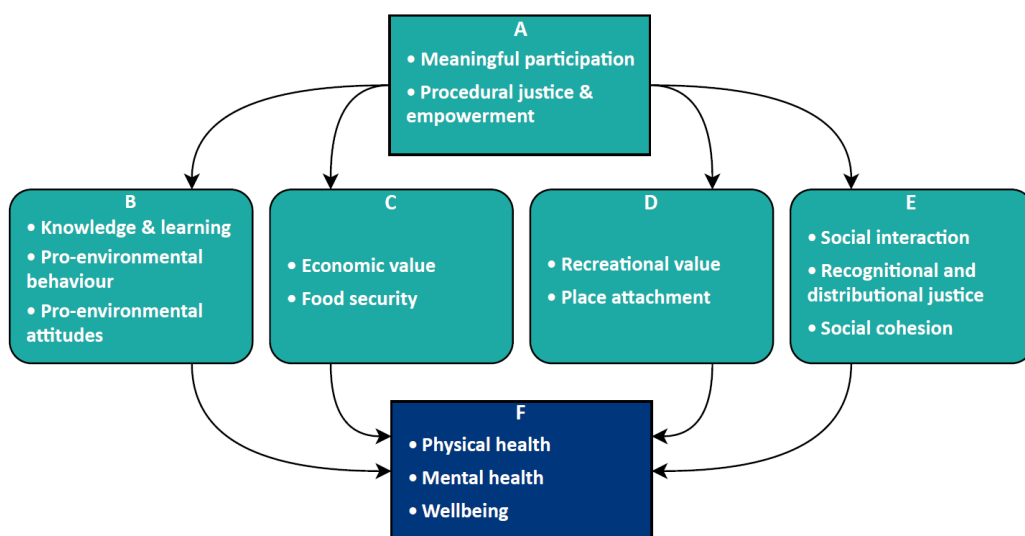 A
• Meaningful participation
• Procedural justice &
empowerment
B
• Knowledge & learning
• Pro-environmental
behaviour
• Pro-environmental
attitudes
C
• Economic value
• Food security
D
• Recreational value
• Place attachment
E
• Social interaction
• Recognitional and
distributional justice
• Social cohesion
F
• Physical health
• Mental health
• Wellbeing